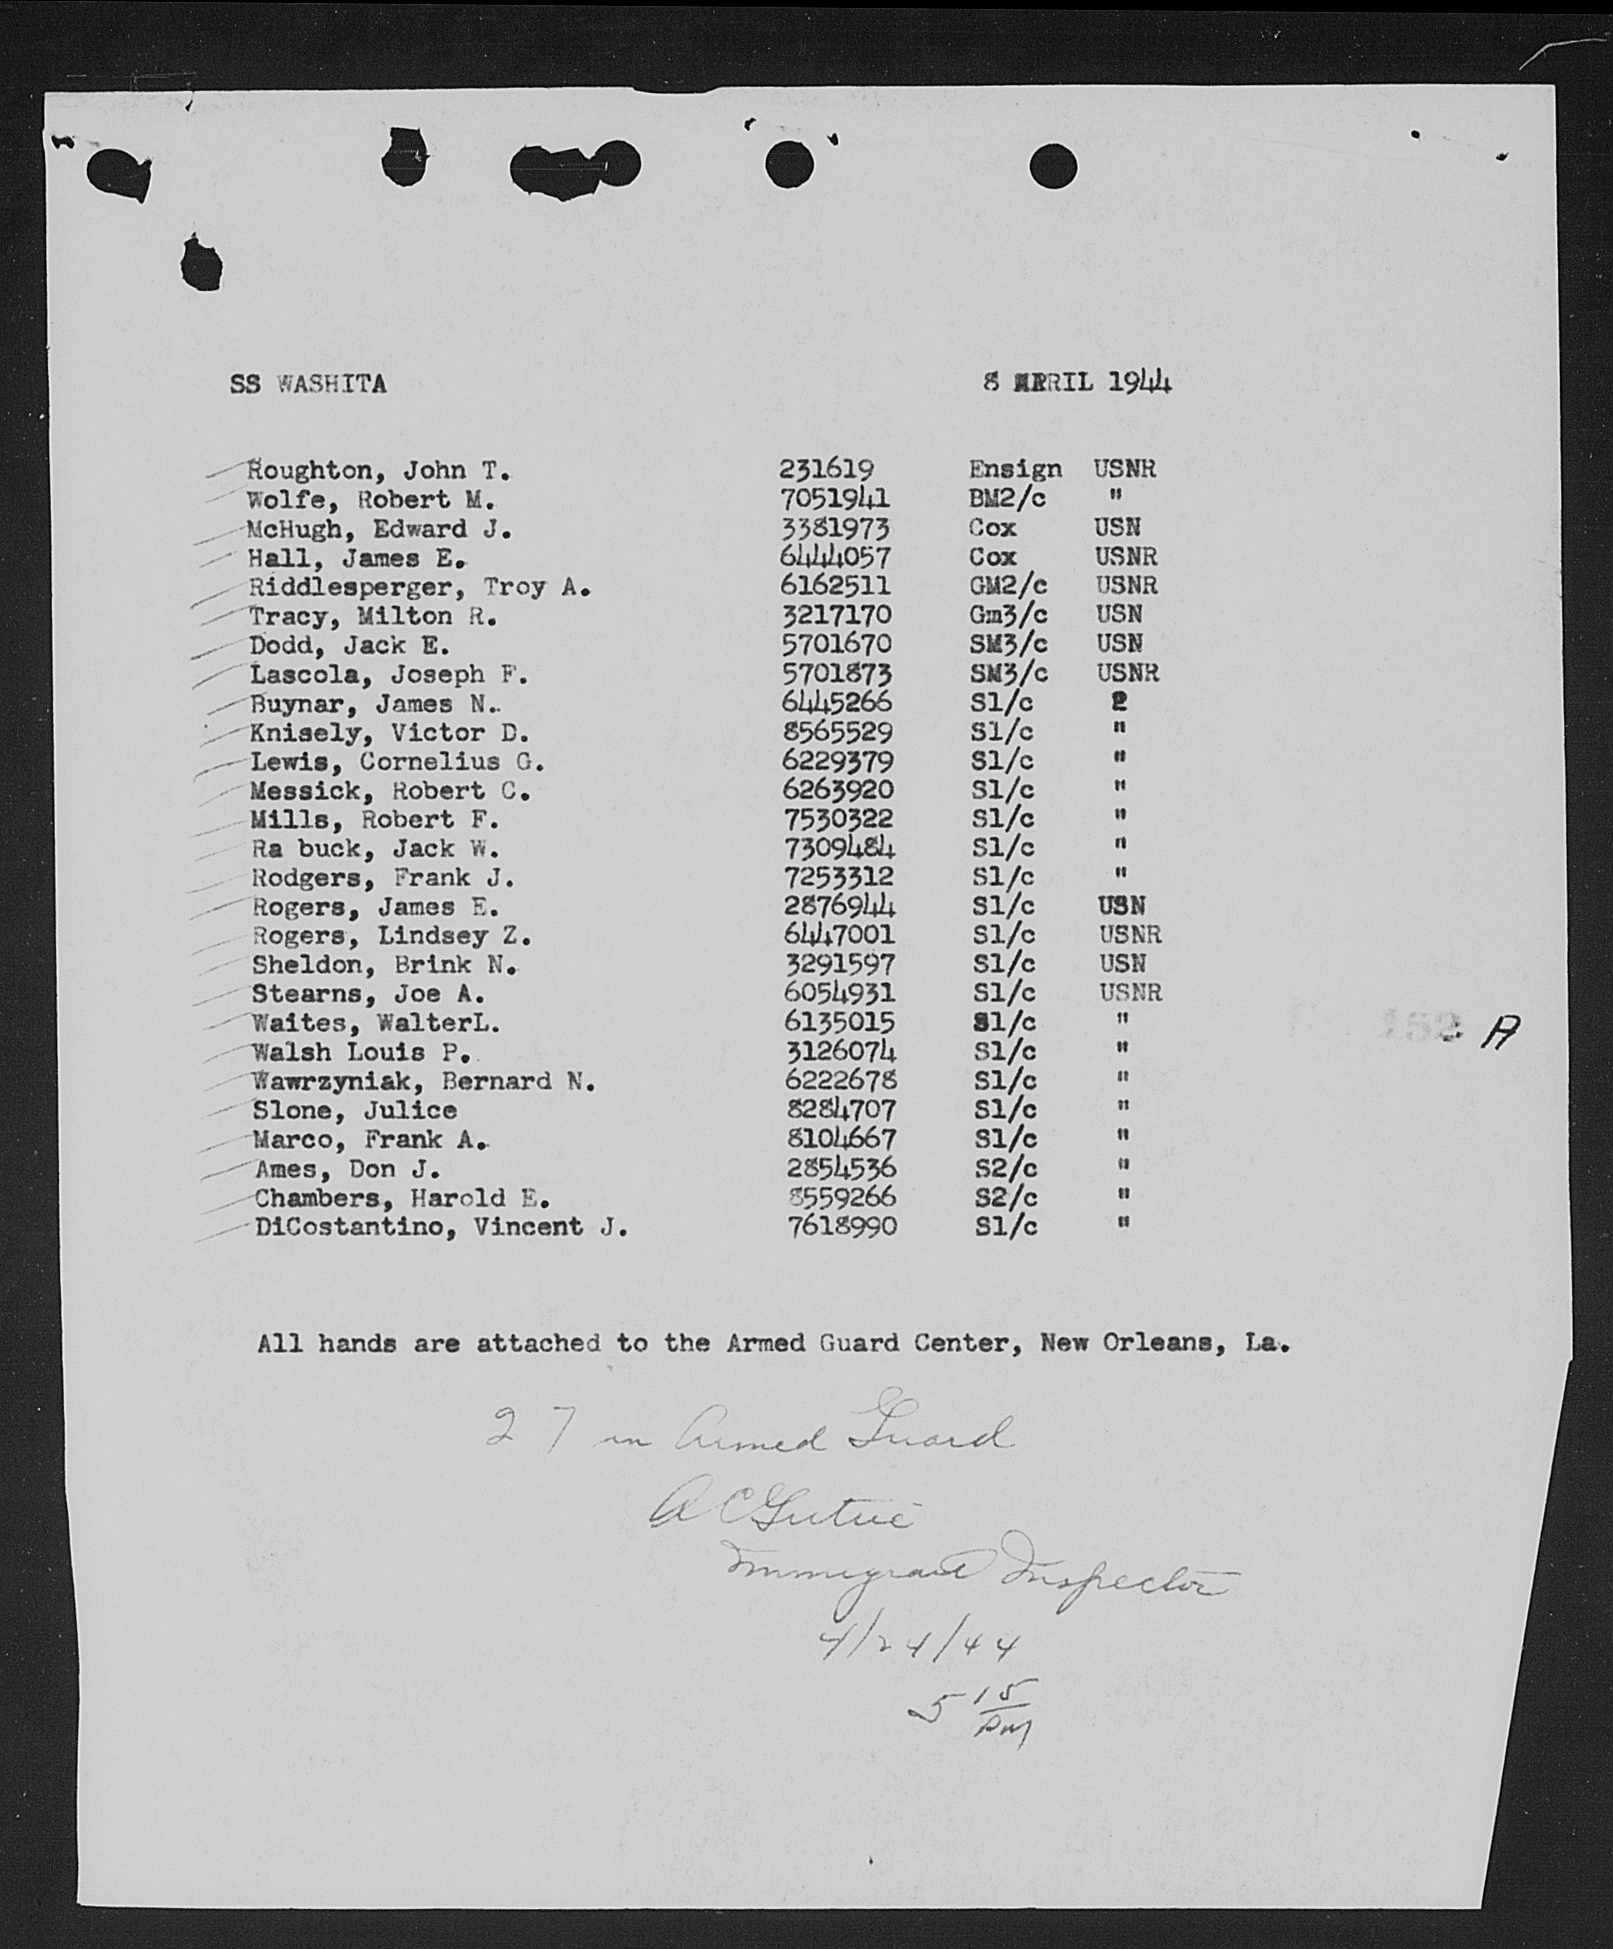 SS WASHITA 8 APRIL 1944
Roughton, John T. 231619 Ensign USNR
Wolfe, Robert M. 7051941 BM2/c "
McHugh, Edward J. 3381973 Cox USN
Hall, James E. 6444057 Cox USNR
Riddlesperger, Troy A. 6162511 GM2/c USNR
Tracy, Milton R. 3217170 Gm3/c USN
Dodd, Jack E. 5701670 SM3/c USN
Lascola, Joseph F. 5701873 SM3/c USNR
Buynar, James N. 6445266 S1/c
Knisely, Victor D. 8565529 S1/c "
Lewis, Cornelius G. 6229379 S1/c "
Messick, Robert C. 6263920 S1/c "
Mills, Robert F. 7530322 S1/c "
Ra buck, Jack W. 7309484 S1/c "
Rodgers, Frank J. 7253312 S1/c "
Rogers, James E. 2876944 S1/c USN
Rogers, Lindsey Z. 6447001 S1/c USNR
Sheldon, Brink N. 3291597 S1/c USN
Stearns, Joe A. 6054931 S1/c USNR
Waites, WalterL. 6135015 S1/c "
A
Walsh Louis P. 3126074 S1/c "
Wawrzyniak, Bernard N. 6222678 S1/c "
Slone, Julice 8284707 S1/c "
Marco, Frank A. 8104667 S1/c "
Ames, Don J. 2854536 S2/c "
Chambers, Harold E. 8559266 S2/c "
DiCostantino, Vincent J. 7618990 S1/c "
All hands are attached to the Armed Guard Center, New Orleans, La.
27 in Armed Guard
A C
Immigrant Inspector
4/24/44
5 15
PM